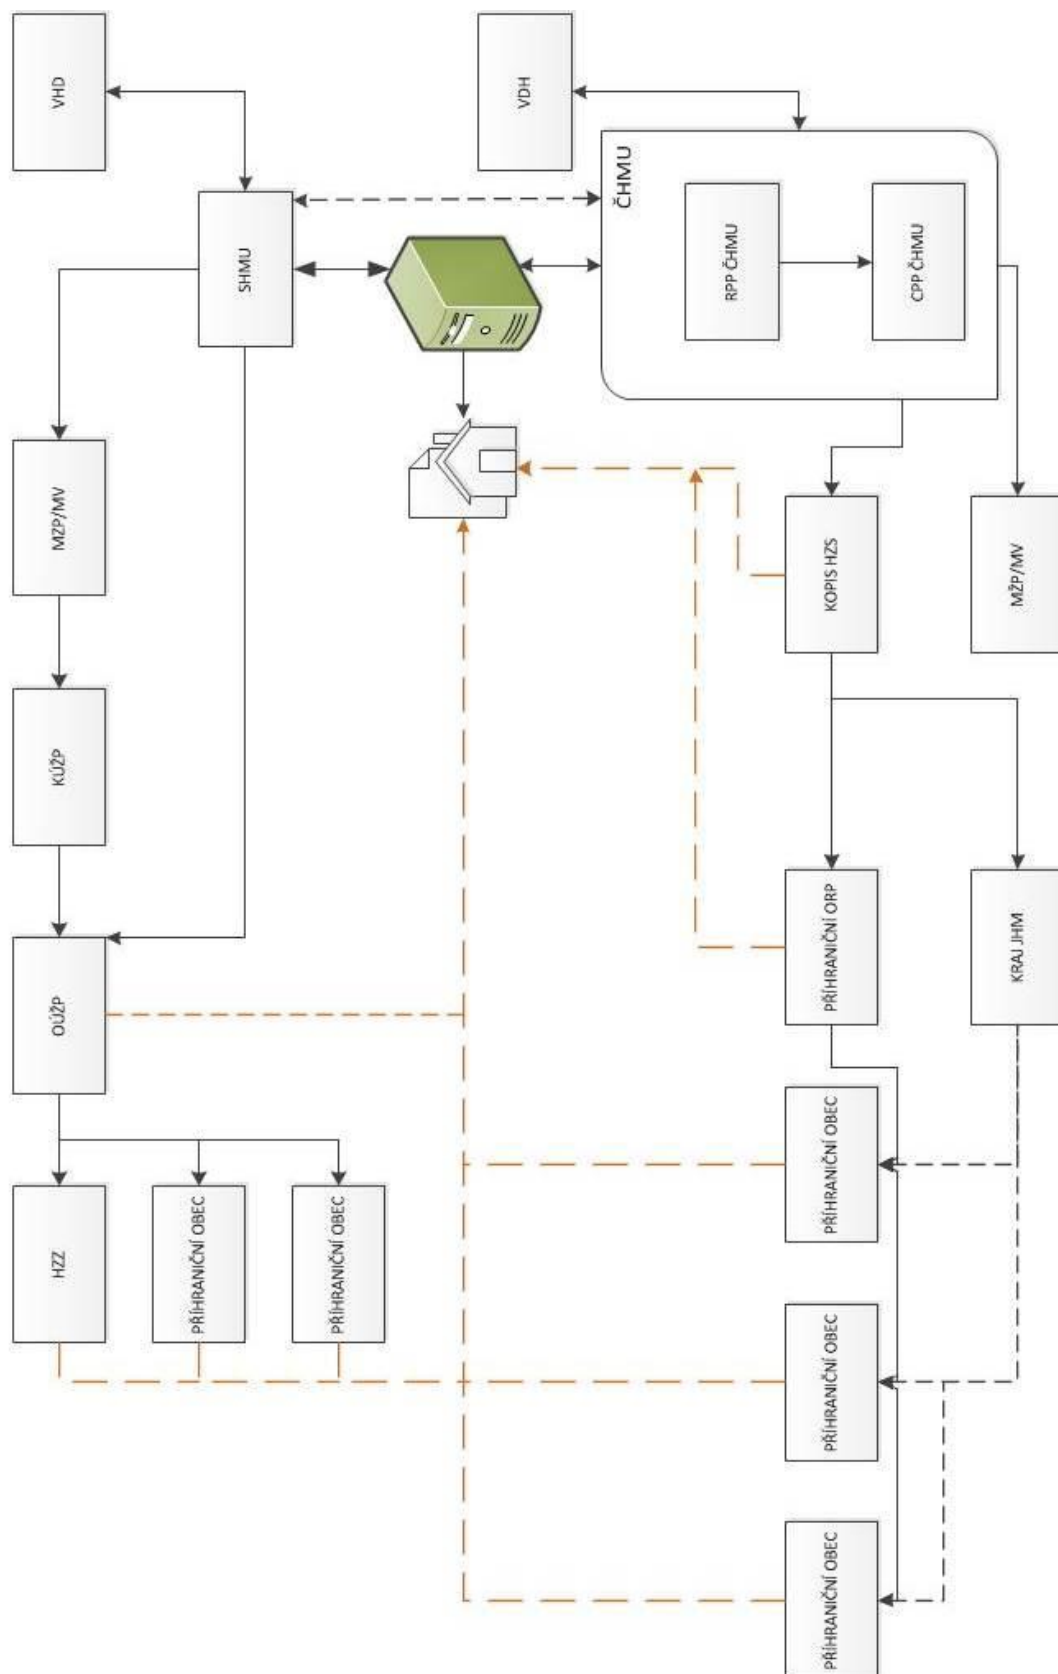 VHD
VDH
SHMU
ČHMU
RPP ČHMU
CPP ČHMU
MŽP/MV
KOPIS HZS
MŽP/MV
KÚŽP
OÚŽP
PŘÍHRANIČNÍ ORP
KRAJ JHM
HZZ
PŘÍHRANIČNÍ OBEC
PŘÍHRANIČNÍ OBEC
PŘÍHRANIČNÍ OBEC
PŘÍHRANIČNÍ OBEC
PŘÍHRANIČNÍ OBEC